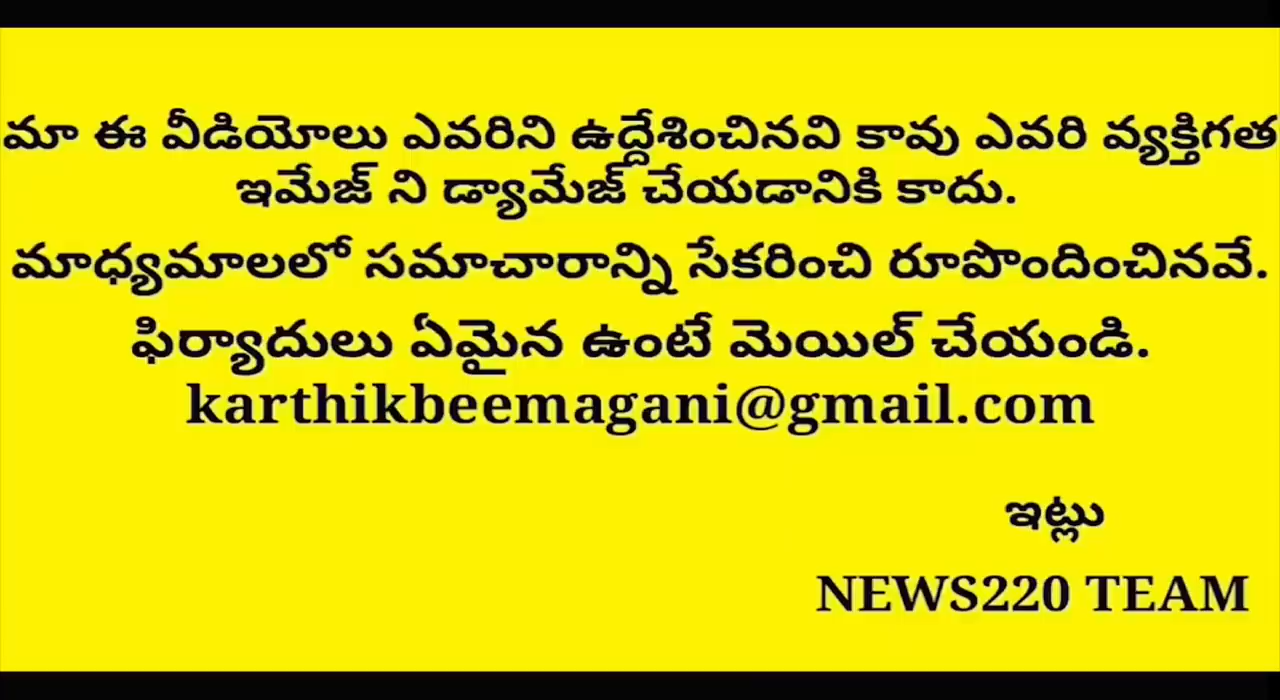 మా ఈ వీడియోలు ఎవరిని ఉద్దేశించినవి కావు ఎవరి వ్యక్తిగత
ఇమేజ్ ని డ్యామేజ్ చేయడానికి కాదు.
మాధ్యమాలలో సమాచారాన్ని సేకరించి రూపొందించినవే.
ఫిర్యాదులు ఏమైన ఉంటే మెయిల్ చేయండి.
karthikbeemagani@gmail.com
ఇట్లు
NEWS220 TEAM